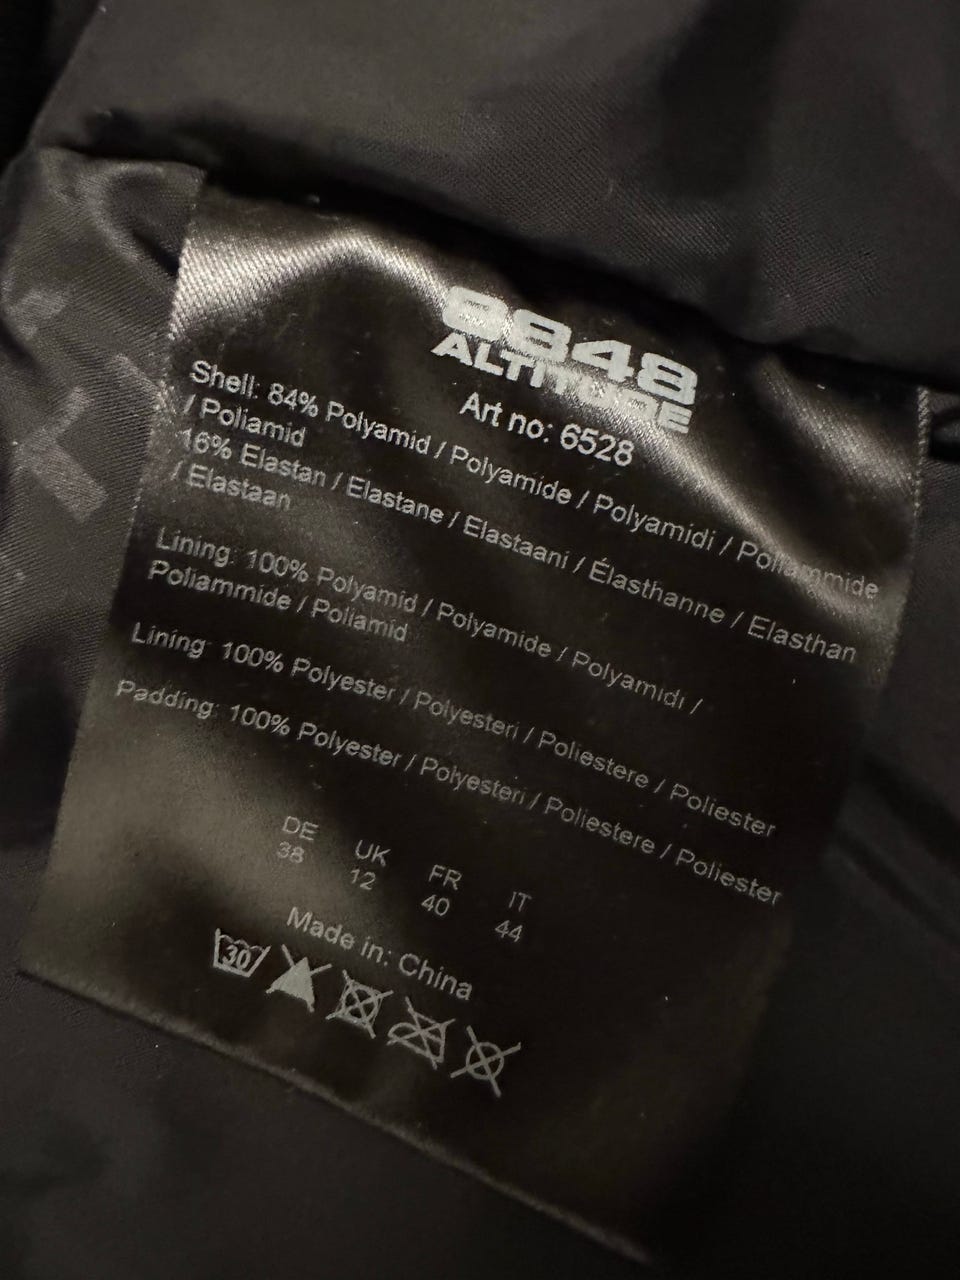 8848
ALTITUDE
Art no: 6528
Shell: 84% Polyamid / Polyamide / Polyamidi / Poliammide
/ Poliamid
16% Elastan / Elastane / Elastaani / Élasthanne / Elasthan
/ Elastaan
Lining: 100% Polyamid / Polyamide / Polyamidi /
Poliammide / Poliamid
Lining: 100% Polyester / Polyesteri / Poliestere / Poliester
Padding: 100% Polyester / Polyesteri / Poliestere / Poliester
DE UK FR IT
38 12 40 44
Made in: China
30